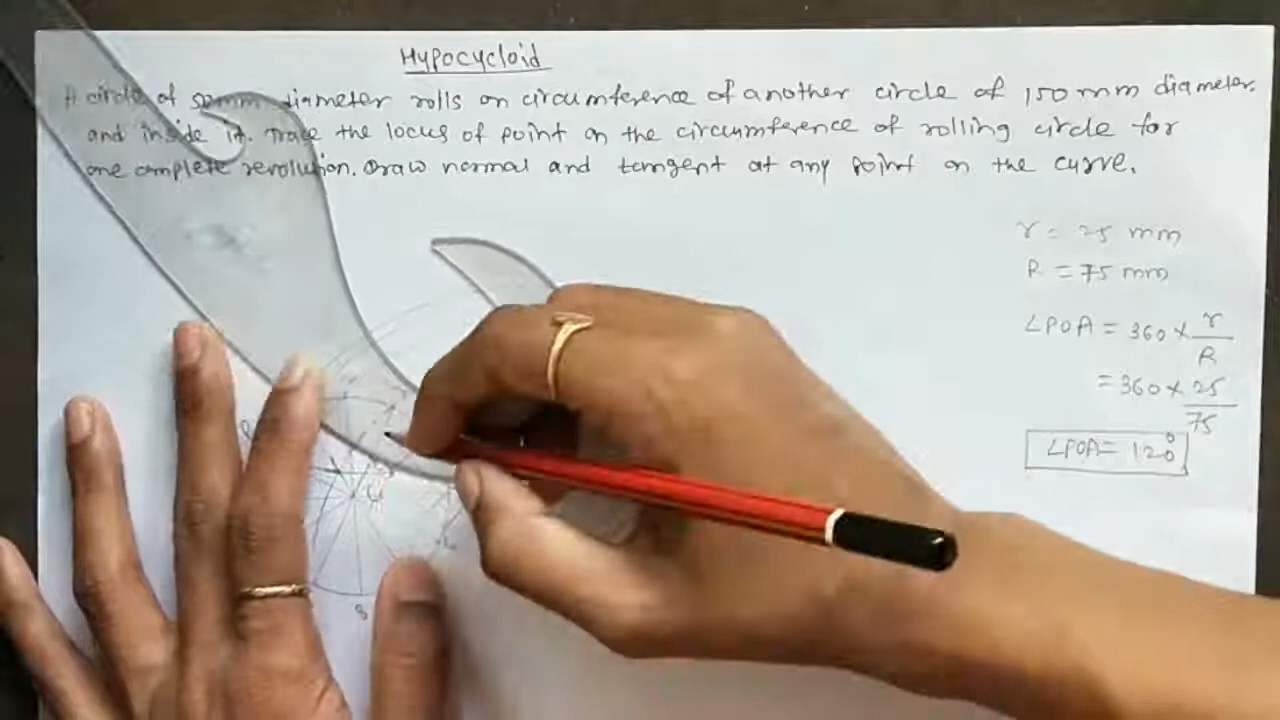 Hypocycloid
A circle of 50mm diameter rolls on circumference of another circle of 150 mm diameter.
and inside it. Trace the locus of point on the circumference of rolling circle for
one complete revolution. Draw normal and tangent at any point on the curve.
r = 25 mm
R = 75 mm
∠POA = 360 × r/R
= 360 × 25/75
∠POA = 120°
8